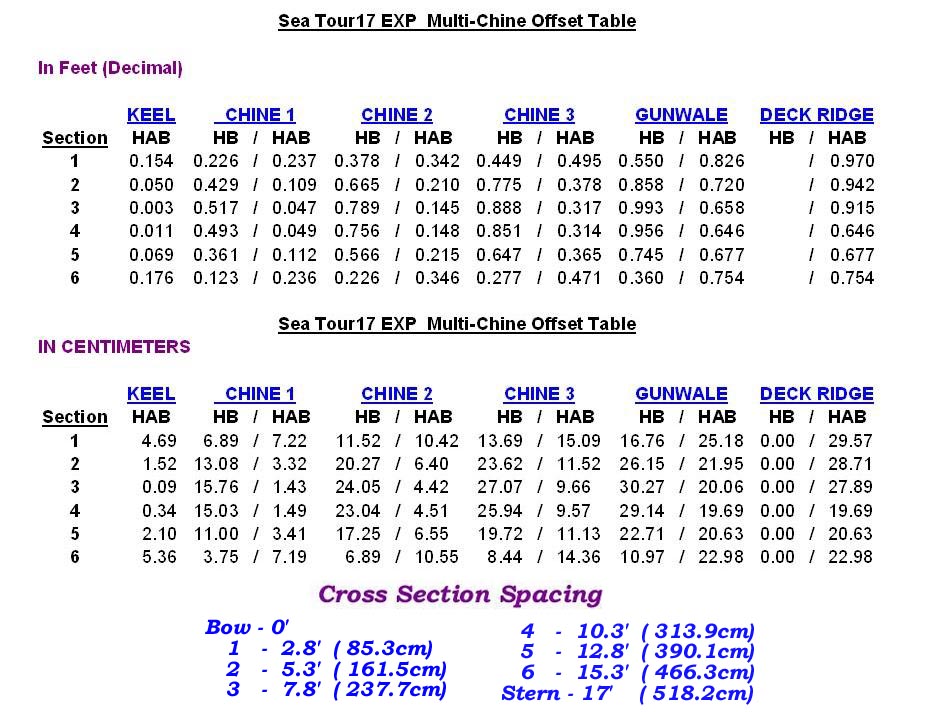 Sea Tour17 EXP Multi-Chine Offset Table
In Feet (Decimal)
KEEL CHINE 1 CHINE 2 CHINE 3 GUNWALE DECK RIDGE
Section HAB HB / HAB HB / HAB HB / HAB HB / HAB HB / HAB
1 0.154 0.226 / 0.237 0.378 / 0.342 0.449 / 0.495 0.550 / 0.826 / 0.970
2 0.050 0.429 / 0.109 0.665 / 0.210 0.775 / 0.378 0.858 / 0.720 / 0.942
3 0.003 0.517 / 0.047 0.789 / 0.145 0.888 / 0.317 0.993 / 0.658 / 0.915
4 0.011 0.493 / 0.049 0.756 / 0.148 0.851 / 0.314 0.956 / 0.646 / 0.646
5 0.069 0.361 / 0.112 0.566 / 0.215 0.647 / 0.365 0.745 / 0.677 / 0.677
6 0.176 0.123 / 0.236 0.226 / 0.346 0.277 / 0.471 0.360 / 0.754 / 0.754
Sea Tour17 EXP Multi-Chine Offset Table
IN CENTIMETERS
KEEL CHINE 1 CHINE 2 CHINE 3 GUNWALE DECK RIDGE
Section HAB HB / HAB HB / HAB HB / HAB HB / HAB HB / HAB
1 4.69 6.89 / 7.22 11.52 / 10.42 13.69 / 15.09 16.76 / 25.18 0.00 / 29.57
2 1.52 13.08 / 3.32 20.27 / 6.40 23.62 / 11.52 26.15 / 21.95 0.00 / 28.71
3 0.09 15.76 / 1.43 24.05 / 4.42 27.07 / 9.66 30.27 / 20.06 0.00 / 27.89
4 0.34 15.03 / 1.49 23.04 / 4.51 25.94 / 9.57 29.14 / 19.69 0.00 / 19.69
5 2.10 11.00 / 3.41 17.25 / 6.55 19.72 / 11.13 22.71 / 20.63 0.00 / 20.63
6 5.36 3.75 / 7.19 6.89 / 10.55 8.44 / 14.36 10.97 / 22.98 0.00 / 22.98
Cross Section Spacing
Bow - 0'
1 - 2.8' ( 85.3cm)
2 - 5.3' ( 161.5cm)
3 - 7.8' ( 237.7cm)
4 - 10.3' ( 313.9cm)
5 - 12.8' ( 390.1cm)
6 - 15.3' ( 466.3cm)
Stern - 17' ( 518.2cm)